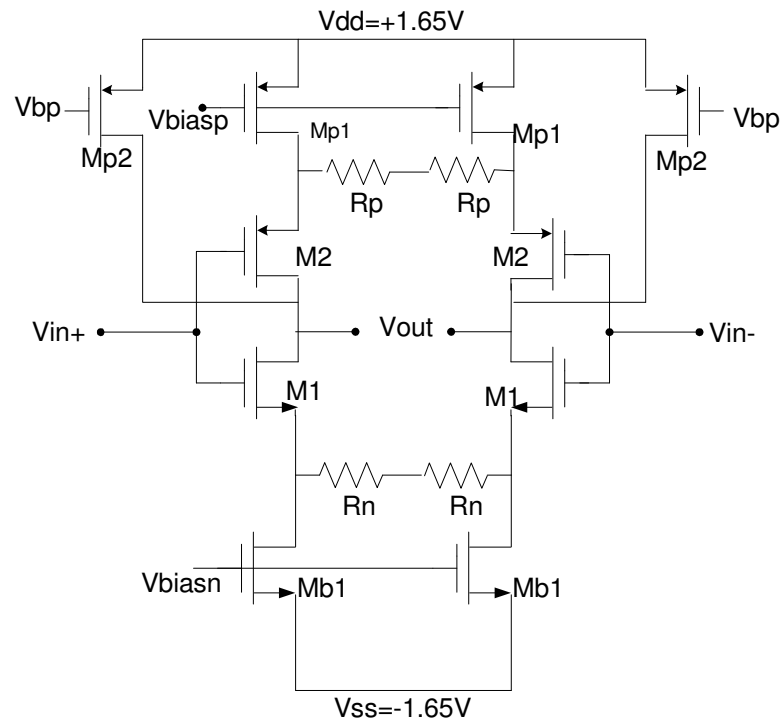 Vdd=+1.65V
Vbp
Vbiasp
Vbp
Mp2
Mp1
Mp1
Mp2
Rp
Rp
M2
M2
Vin+
Vout
Vin-
M1
M1
Rn
Rn
Vbiasn
Mb1
Mb1
Vss=-1.65V